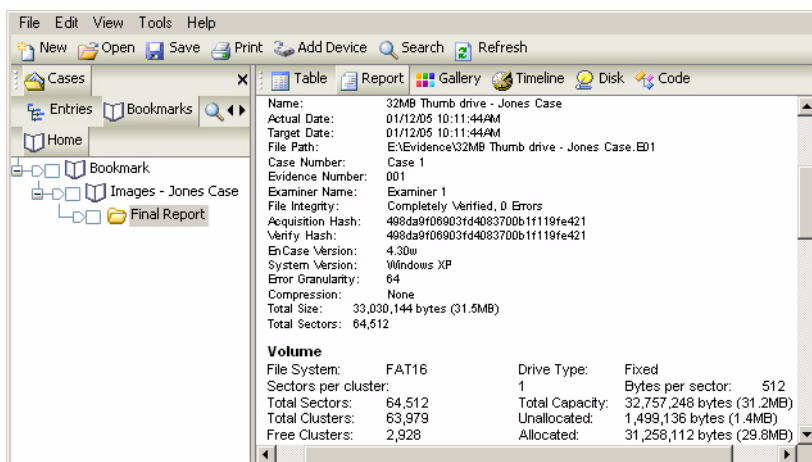 File Edit View Tools Help
New Open Save Print Add Device Search Refresh
Cases
Entries Bookmarks
Home
Bookmark
Images - Jones Case
Final Report
Table Report Gallery Timeline Disk Code
Name: 32MB Thumb drive - Jones Case
Actual Date: 01/12/05 10:11:44AM
Target Date: 01/12/05 10:11:44AM
File Path: E:\Evidence\32MB Thumb drive - Jones Case.E01
Case Number: Case 1
Evidence Number: 001
Examiner Name: Examiner 1
File Integrity: Completely Verified, 0 Errors
Acquisition Hash: 498da9f06903fd4083700b1f119fe421
Verify Hash: 498da9f06903fd4083700b1f119fe421
EnCase Version: 4.30w
System Version: Windows XP
Error Granularity: 64
Compression: None
Total Size: 33,030,144 bytes (31.5MB)
Total Sectors: 64,512
Volume
File System: FAT16 Drive Type: Fixed
Sectors per cluster: 1 Bytes per sector: 512
Total Sectors: 64,512 Total Capacity: 32,757,248 bytes (31.2MB)
Total Clusters: 63,979 Unallocated: 1,499,136 bytes (1.4MB)
Free Clusters: 2,928 Allocated: 31,258,112 bytes (29.8MB)